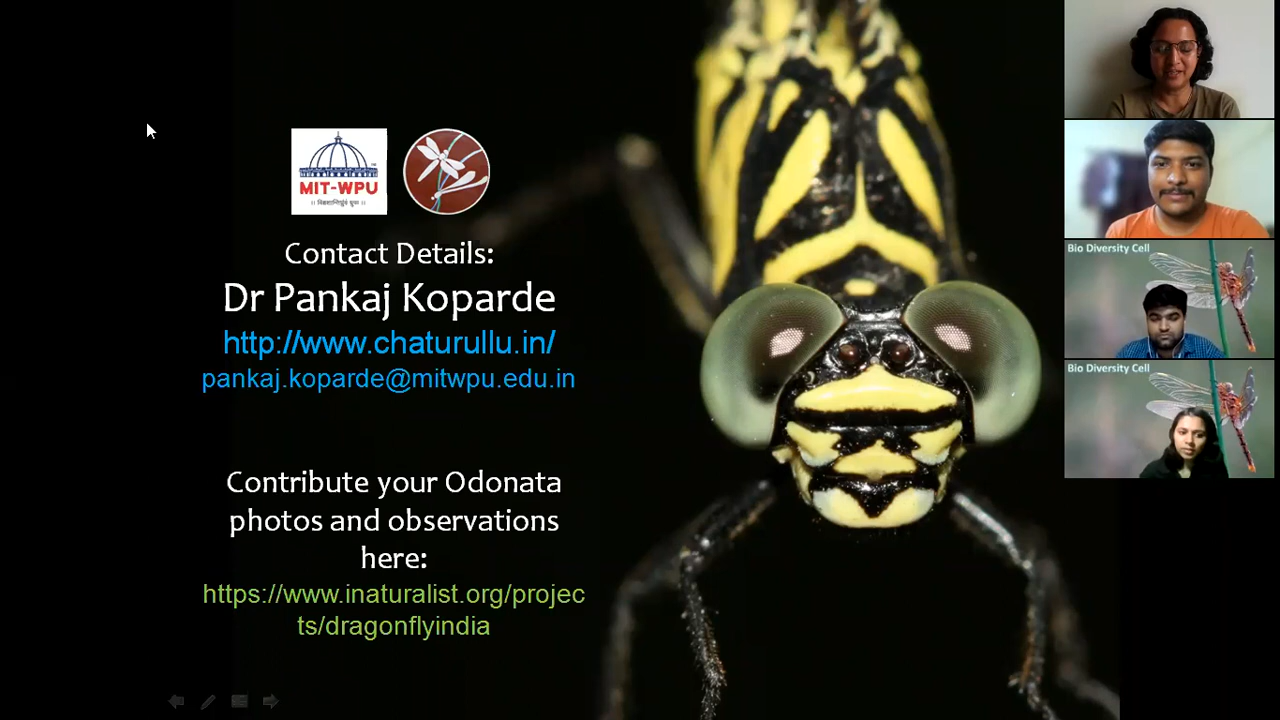 MIT-WPU
Contact Details:
Dr Pankaj Koparde
http://www.chaturullu.in/
pankaj.koparde@mitwpu.edu.in
Contribute your Odonata
photos and observations
here:
https://www.inaturalist.org/projec
ts/dragonflyindia
Bio Diversity Cell
Bio Diversity Cell